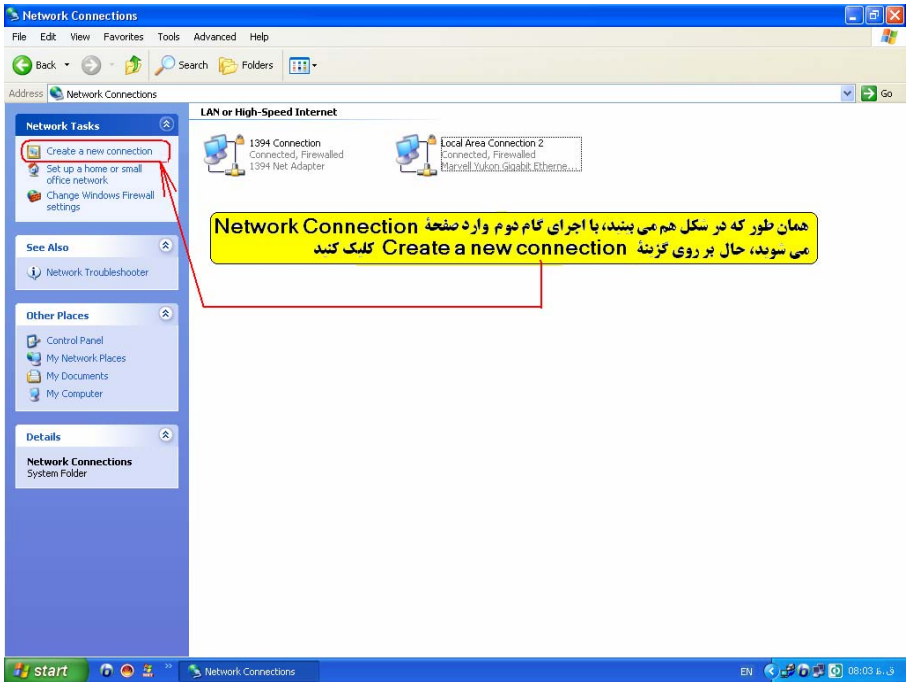 Network Connections
File Edit View Favorites Tools Advanced Help
Back Search Folders
Address Network Connections Go
Network Tasks
Create a new connection
Set up a home or small
office network
Change Windows Firewall
settings
See Also
Network Troubleshooter
Other Places
Control Panel
My Network Places
My Documents
My Computer
Details
Network Connections
System Folder
LAN or High-Speed Internet
1394 Connection
Connected, Firewalled
1394 Net Adapter
Local Area Connection 2
Connected, Firewalled
Marvell Yukon Gigabit Etherne...
همان طور که در شکل هم می بینید، با اجرای گام دوم وارد صفحهٔ Network Connection
می شوید، حال بر روی گزینهٔ Create a new connection کلیک کنید
start Network Connections EN 08:03 ق.ظ